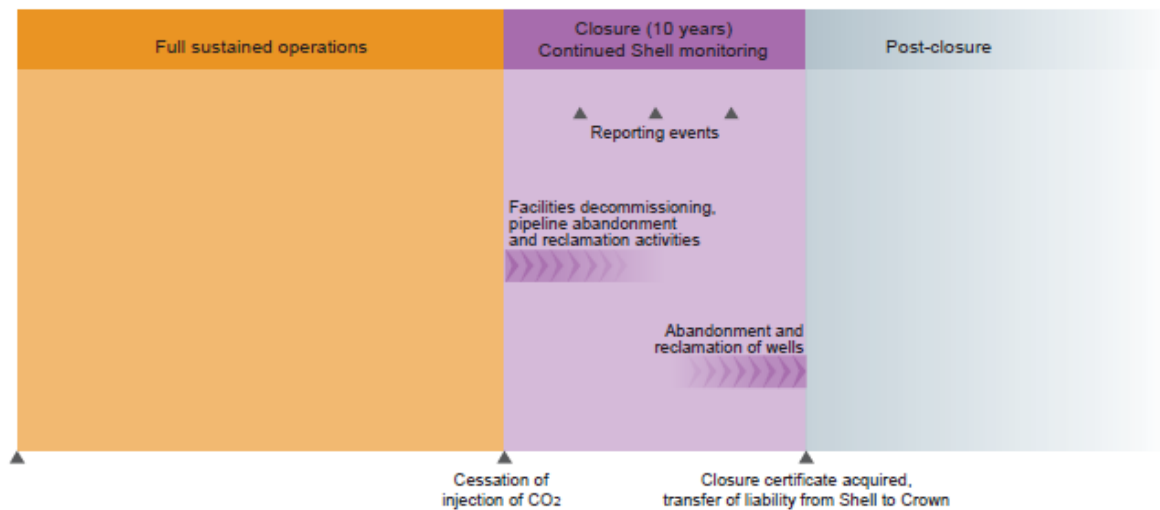 Full sustained operations
Closure (10 years)
Continued Shell monitoring
Post-closure
Reporting events
Facilities decommissioning,
pipeline abandonment
and reclamation activities
Abandonment and
reclamation of wells
Cessation of
injection of CO₂
Closure certificate acquired,
transfer of liability from Shell to Crown